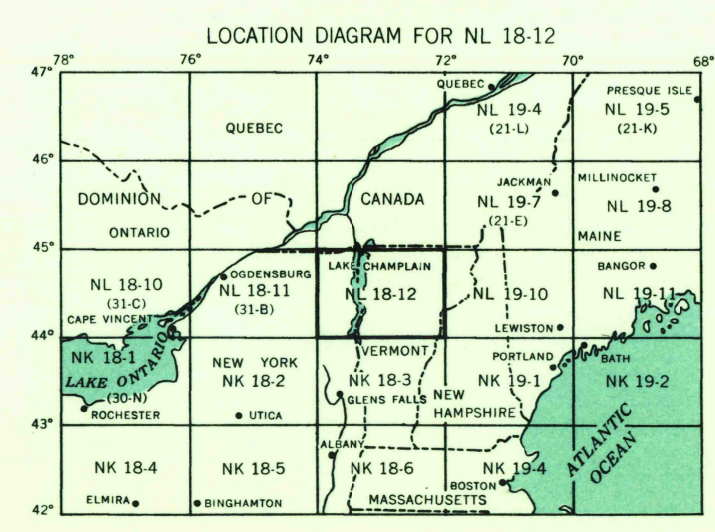 LOCATION DIAGRAM FOR NL 18-12
78° 76° 74° 72° 70° 68°
47°
QUEBEC
PRESQUE ISLE
NL 19-4
NL 19-5
(21-L)
(21-K)
QUEBEC
46°
JACKMAN
MILLINOCKET
DOMINION OF CANADA
NL 19-7
NL 19-8
(21-E)
ONTARIO
MAINE
45°
OGDENSBURG
LAKE CHAMPLAIN
BANGOR
NL 18-10
NL 18-11
NL 18-12
NL 19-10
NL 19-11
(31-C)
(31-B)
CAPE VINCENT
LEWISTON
44°
NK 18-1
VERMONT
PORTLAND
BATH
NEW YORK
LAKE ONTARIO
NK 18-2
NK 18-3
NK 19-1
NK 19-2
(30-N)
GLENS FALLS
NEW HAMPSHIRE
ROCHESTER
UTICA
43°
ALBANY
ATLANTIC
OCEAN
NK 18-4
NK 18-5
NK 18-6
NK 19-4
BOSTON
ELMIRA
BINGHAMTON
MASSACHUSETTS
42°